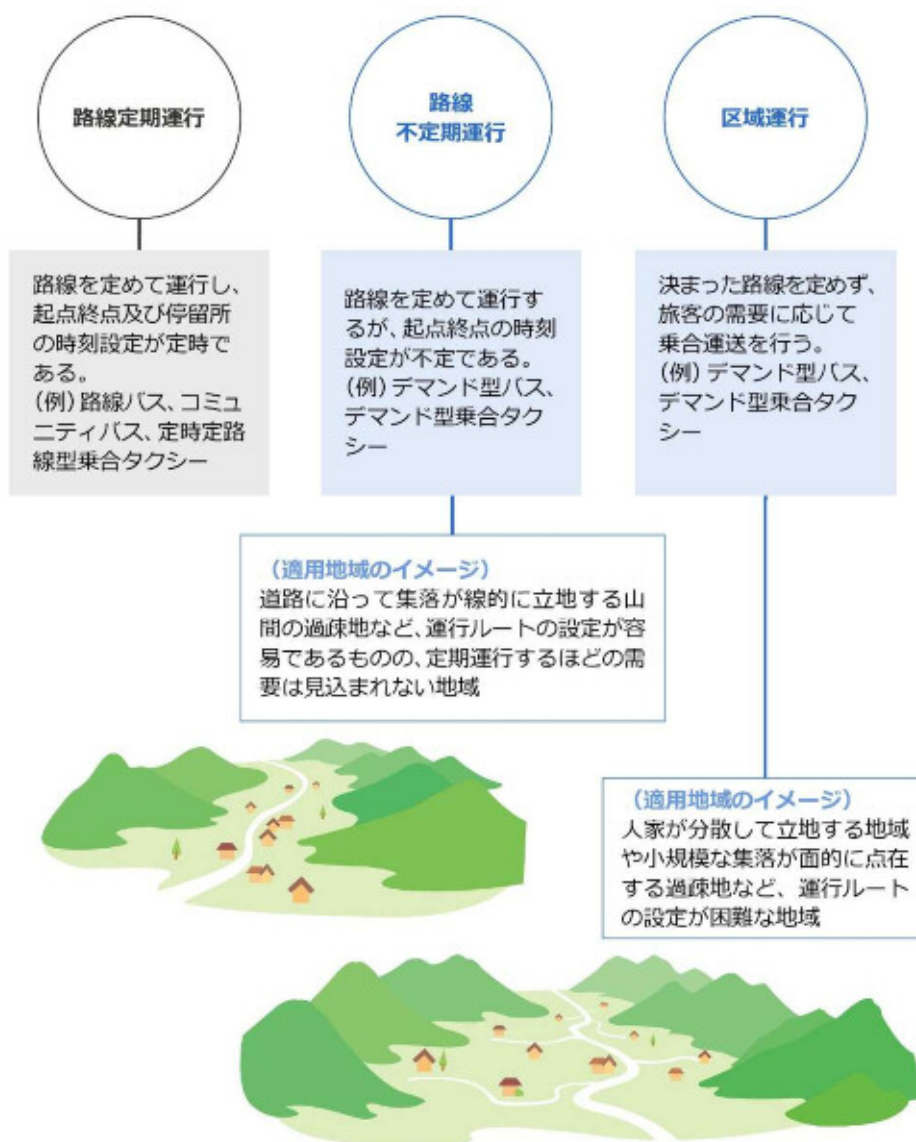 路線定期運行
路線
不定期運行
区域運行
路線を定めて運行し、
起点終点及び停留所
の時刻設定が定時で
ある。
(例)路線バス、コミュ
ニティバス、定時定路
線型乗合タクシー
路線を定めて運行す
るが、起点終点の時刻
設定が不定である。
(例)デマンド型バス、
デマンド型乗合タク
シー
決まった路線を定めず、
旅客の需要に応じて
乗合運送を行う。
(例)デマンド型バス、
デマンド型乗合タク
シー
(適用地域のイメージ)
道路に沿って集落が線的に立地する山
間の過疎地など、運行ルートの設定が容
易であるものの、定期運行するほどの需
要は見込まれない地域
(適用地域のイメージ)
人家が分散して立地する地域
や小規模な集落が面的に点在
する過疎地など、運行ルート
の設定が困難な地域